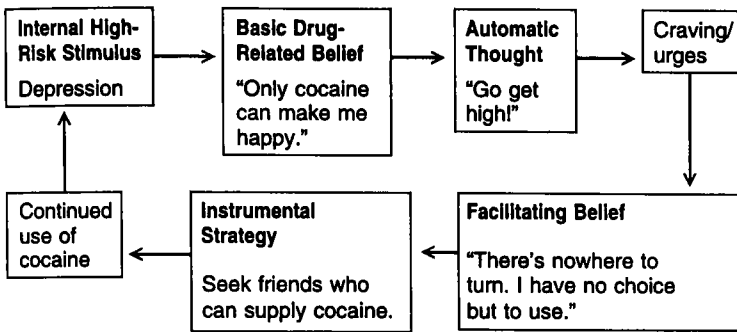 Internal High-
Risk Stimulus
Depression
Basic Drug-
Related Belief
“Only cocaine
can make me
happy.”
Automatic
Thought
“Go get
high!”
Craving/
urges
Facilitating Belief
“There’s nowhere to
turn. I have no choice
but to use.”
Instrumental
Strategy
Seek friends who
can supply cocaine.
Continued
use of
cocaine